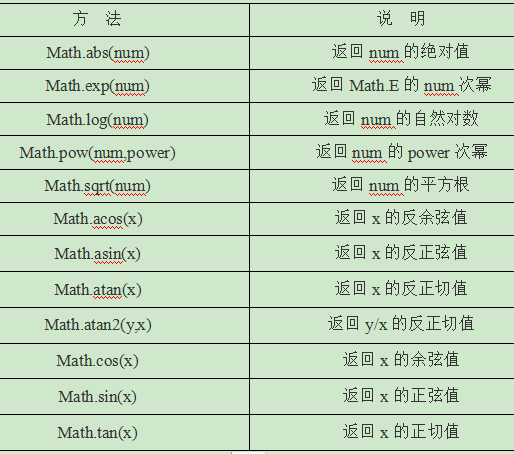 方 法 说 明
Math.abs(num) 返回 num 的绝对值
Math.exp(num) 返回 Math.E 的 num 次幂
Math.log(num) 返回 num 的自然对数
Math.pow(num,power) 返回 num 的 power 次幂
Math.sqrt(num) 返回 num 的平方根
Math.acos(x) 返回 x 的反余弦值
Math.asin(x) 返回 x 的反正弦值
Math.atan(x) 返回 x 的反正切值
Math.atan2(y,x) 返回 y/x 的反正切值
Math.cos(x) 返回 x 的余弦值
Math.sin(x) 返回 x 的正弦值
Math.tan(x) 返回 x 的正切值